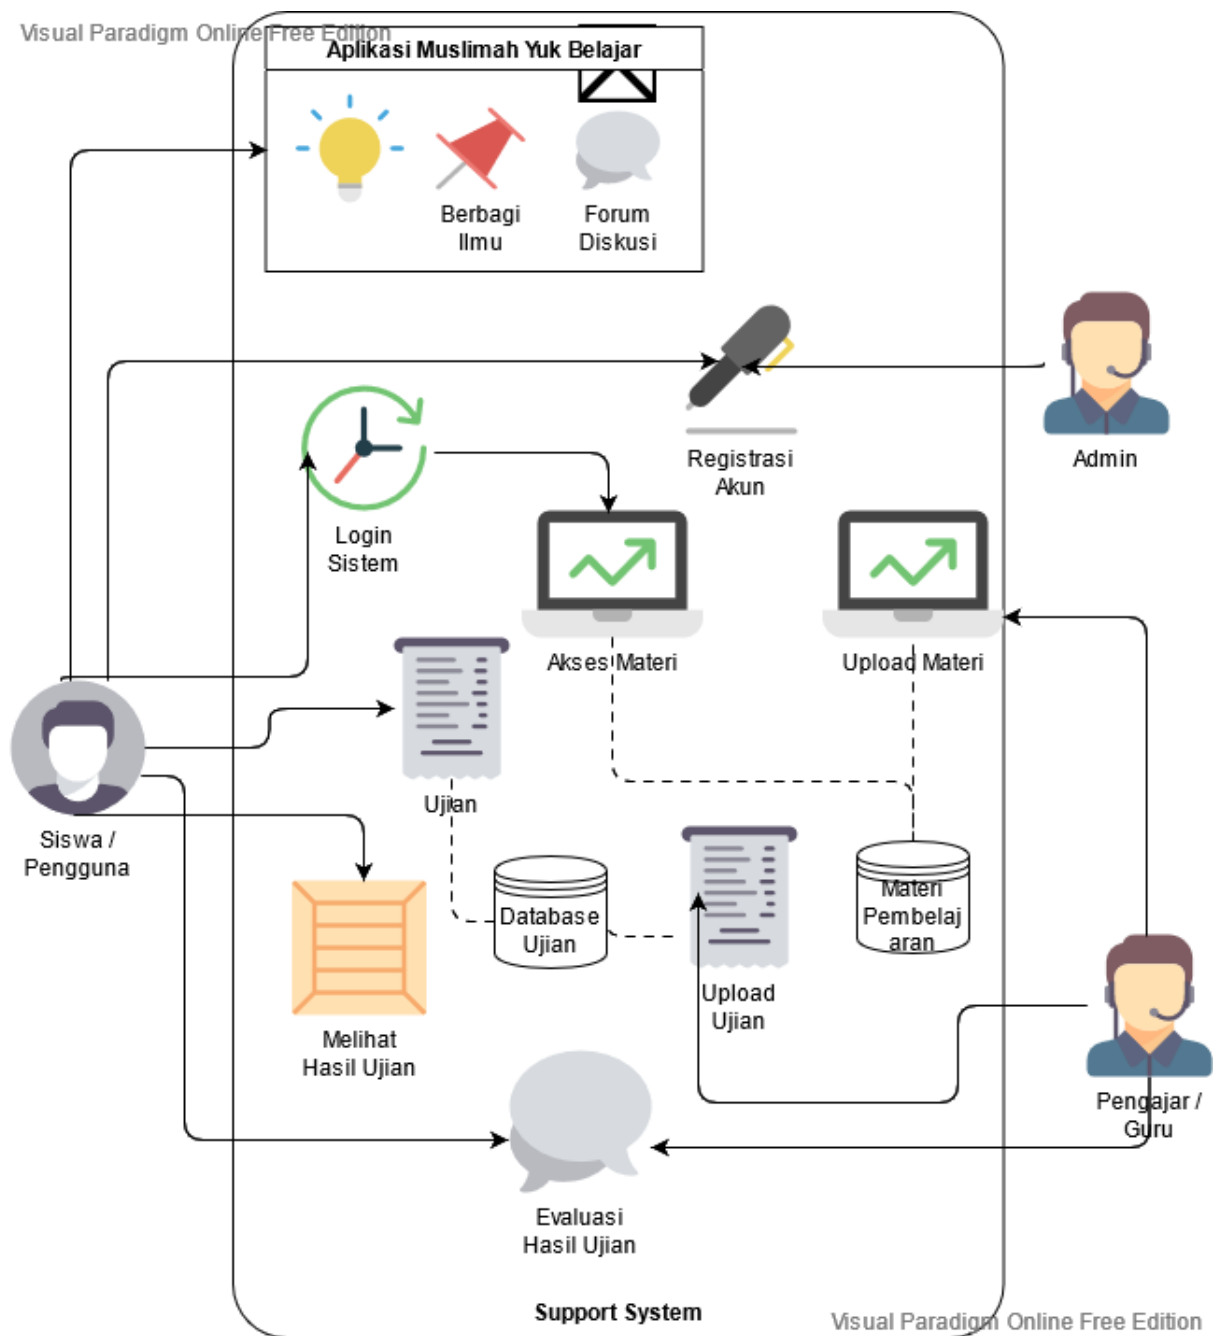 Visual Paradigm Online Free Edition
Aplikasi Muslimah Yuk Belajar
Berbagi
Ilmu
Forum
Diskusi
Registrasi
Akun
Admin
Login
Sistem
Akses Materi
Upload Materi
Ujian
Siswa /
Pengguna
Database
Ujian
Materi
Pembelaj
aran
Upload
Ujian
Melihat
Hasil Ujian
Pengajar /
Guru
Evaluasi
Hasil Ujian
Support System
Visual Paradigm Online Free Edition